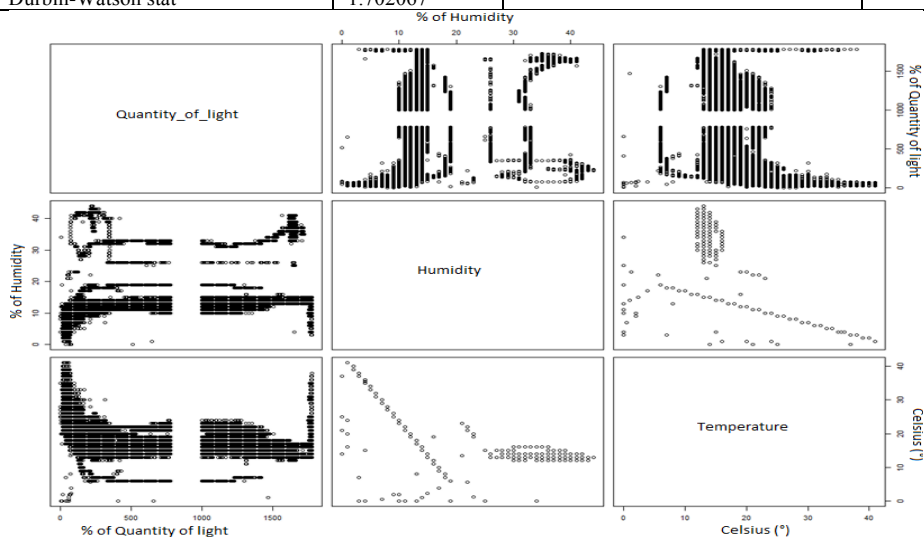 Durbin-Watson stat 1.702067
% of Humidity
0 10 20 30 40
Quantity_of_light
0 500 1000 1500
% of Quantity of light
0 10 20 30 40
% of Humidity
Humidity
Temperature
0 10 20 30 40
Celsius (°)
0 500 1000 1500
% of Quantity of light
0 10 20 30 40
Celsius (°)